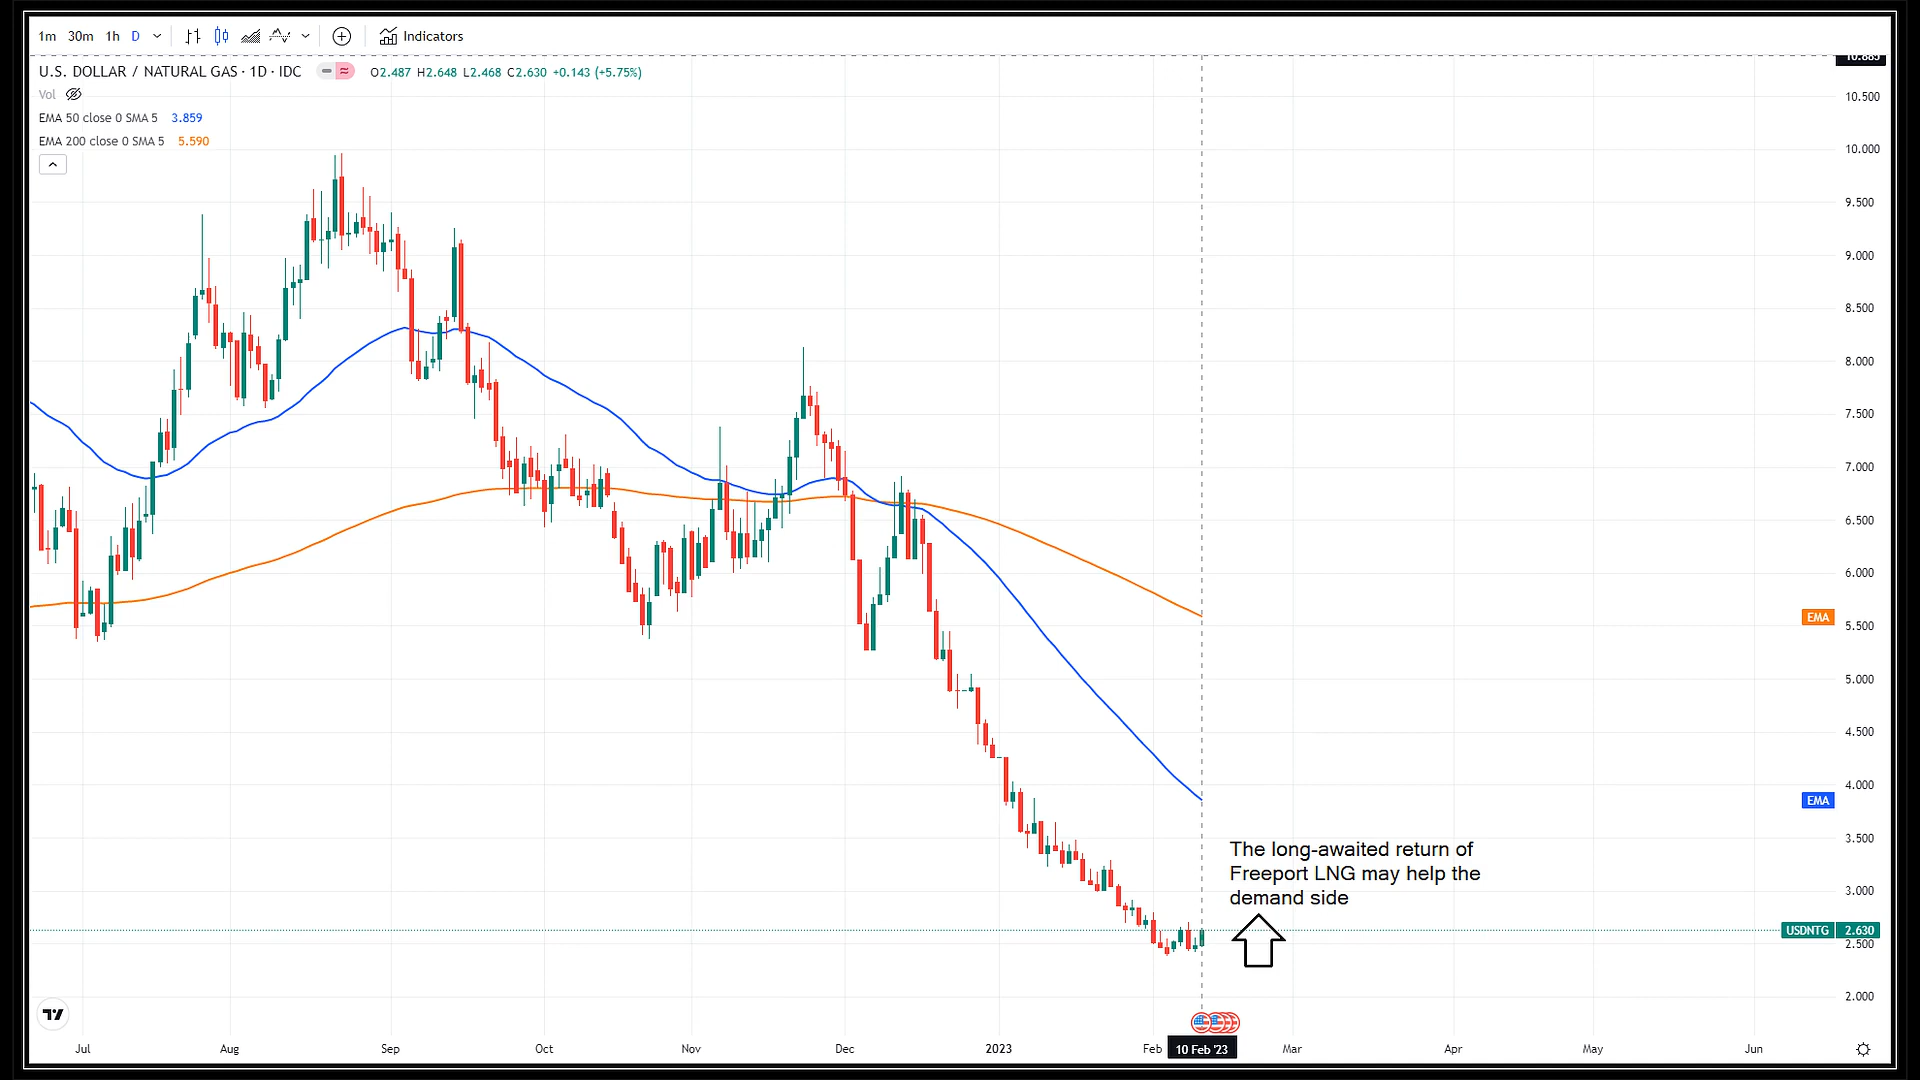 1m 30m 1h D Indicators
10.885
U.S. DOLLAR / NATURAL GAS · 1D · IDC O2.487 H2.648 L2.468 C2.630 +0.143 (+5.75%)
Vol
EMA 50 close 0 SMA 5 3.859
EMA 200 close 0 SMA 5 5.590
10.500
10.000
9.500
9.000
8.500
8.000
7.500
7.000
6.500
6.000
EMA
5.500
5.000
4.500
4.000
EMA
3.500
The long-awaited return of
Freeport LNG may help the
demand side
3.000
USDNTG 2.630
2.500
2.000
Jul Aug Sep Oct Nov Dec 2023 Feb 10 Feb '23 Mar Apr May Jun